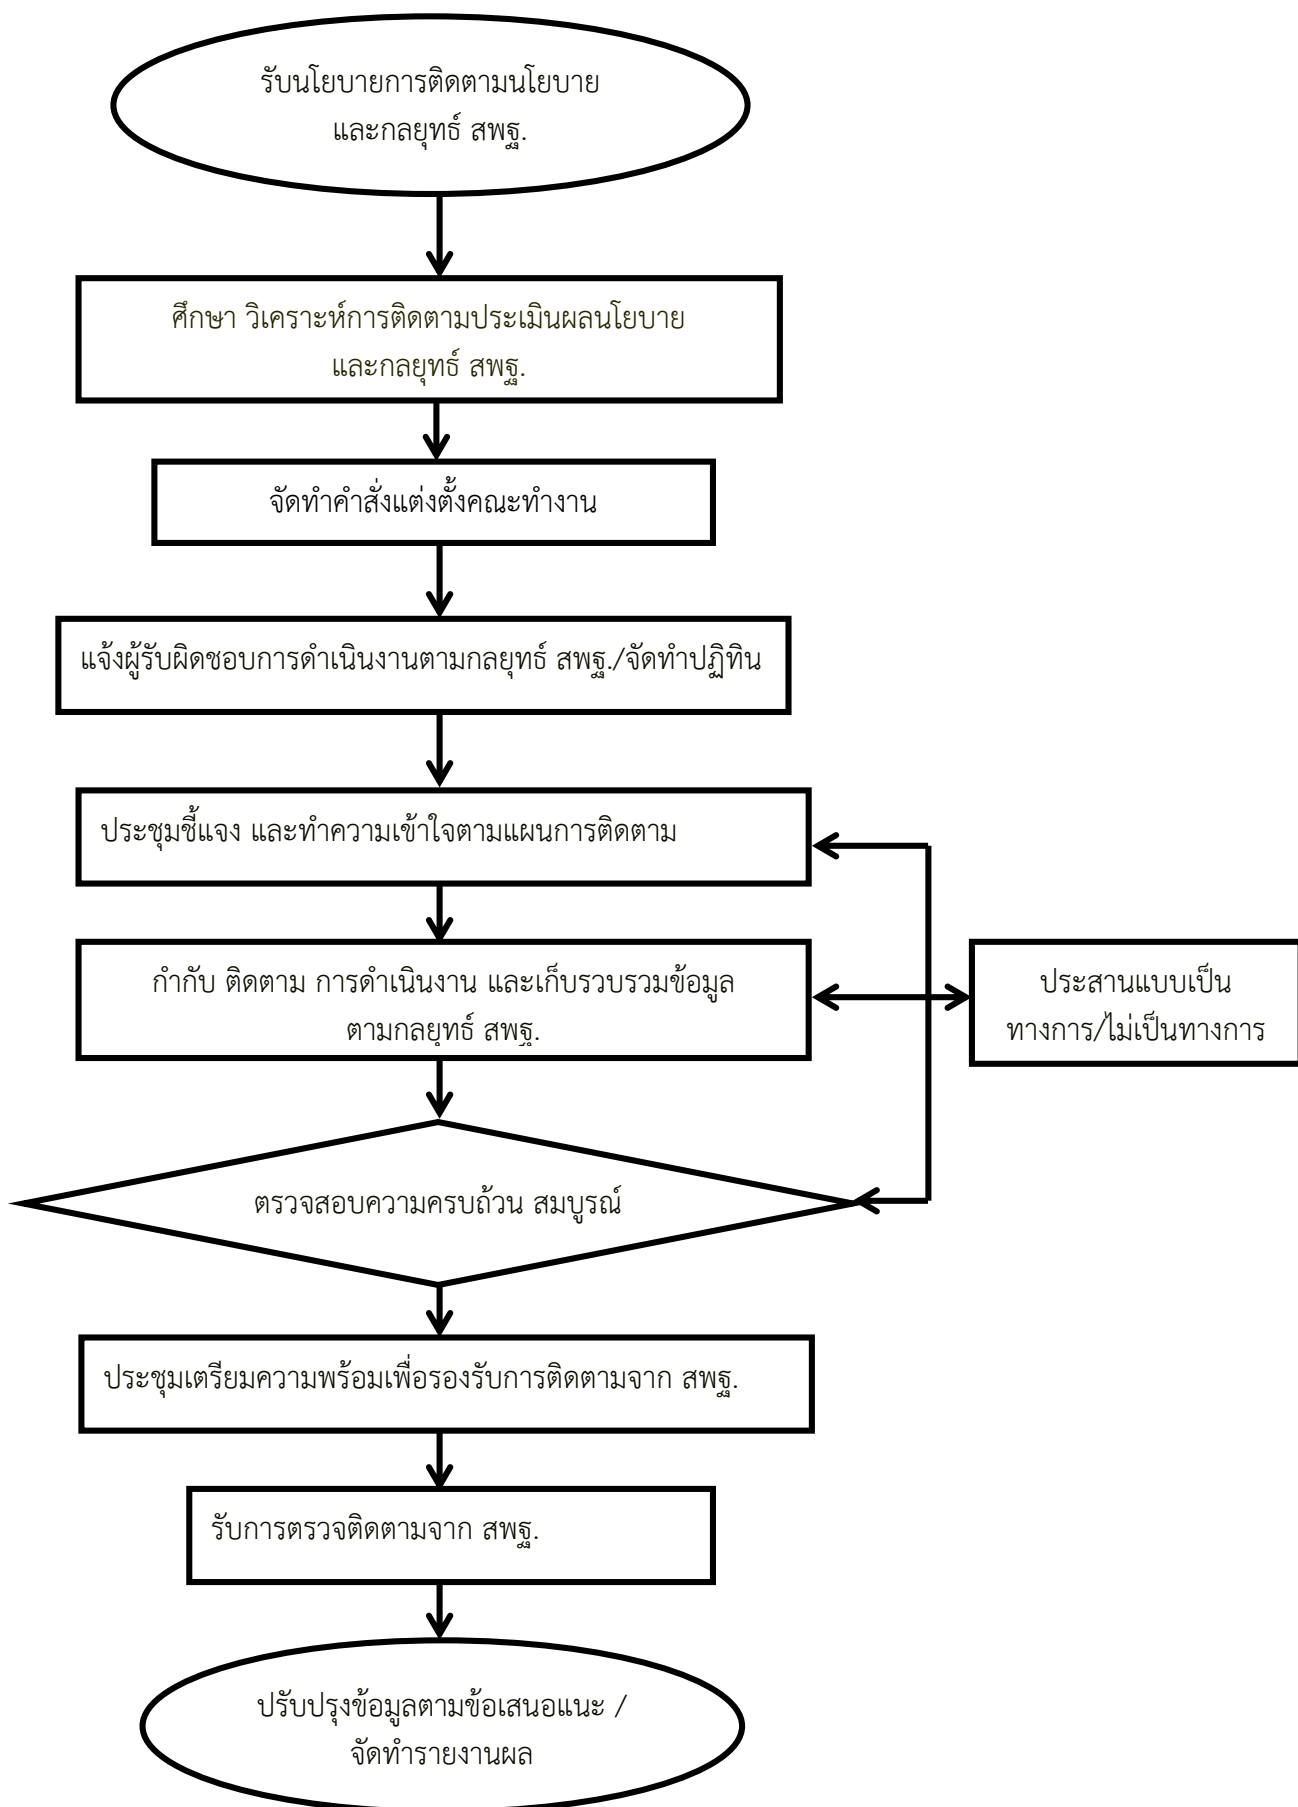 รับนโยบายการติดตามนโยบาย
และกลยุทธ์ สพฐ.
ศึกษา วิเคราะห์การติดตามประเมินผลนโยบาย
และกลยุทธ์ สพฐ.
จัดทำคำสั่งแต่งตั้งคณะทำงาน
แจ้งผู้รับผิดชอบการดำเนินงานตามกลยุทธ์ สพฐ./จัดทำปฏิทิน
ประชุมชี้แจง และทำความเข้าใจตามแผนการติดตาม
กำกับ ติดตาม การดำเนินงาน และเก็บรวบรวมข้อมูล
ตามกลยุทธ์ สพฐ.
ประสานแบบเป็น
ทางการ/ไม่เป็นทางการ
ตรวจสอบความครบถ้วน สมบูรณ์
ประชุมเตรียมความพร้อมเพื่อรองรับการติดตามจาก สพฐ.
รับการตรวจติดตามจาก สพฐ.
ปรับปรุงข้อมูลตามข้อเสนอแนะ /
จัดทำรายงานผล